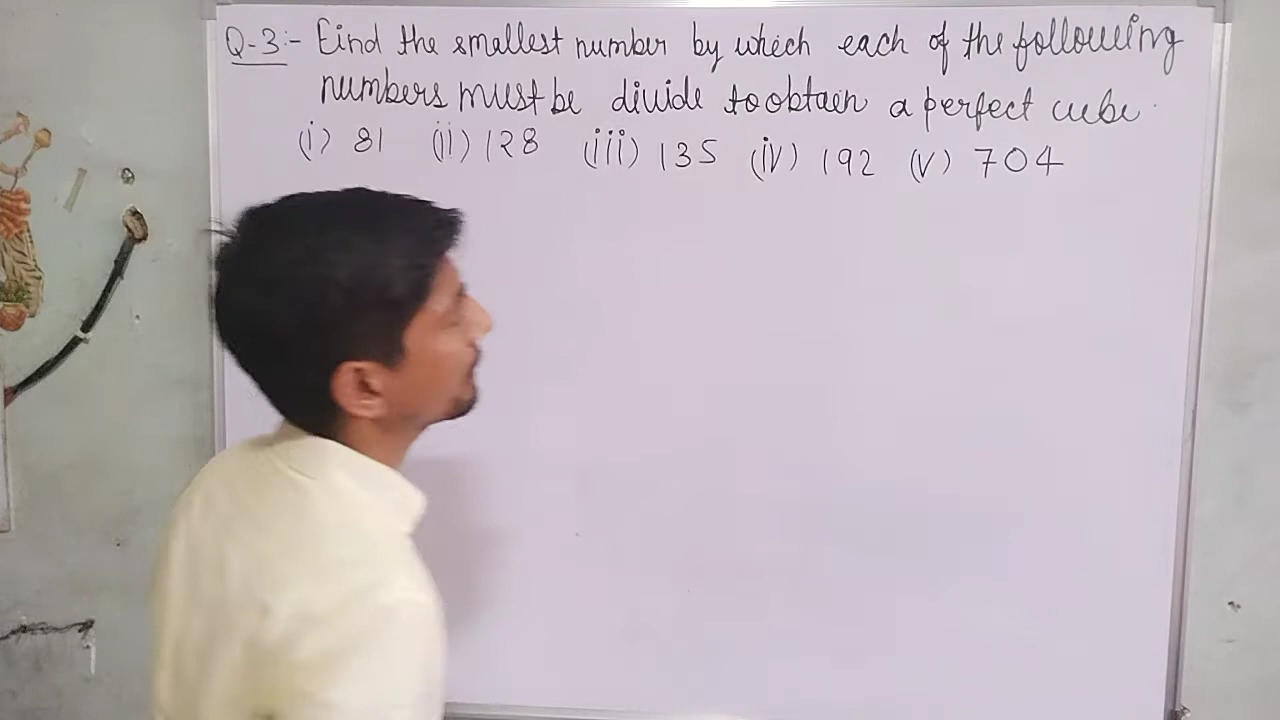 Q-3:- Find the smallest number by which each of the following
numbers must be divide to obtain a perfect cube.
(i) 81 (ii) 128 (iii) 135 (iv) 192 (v) 704